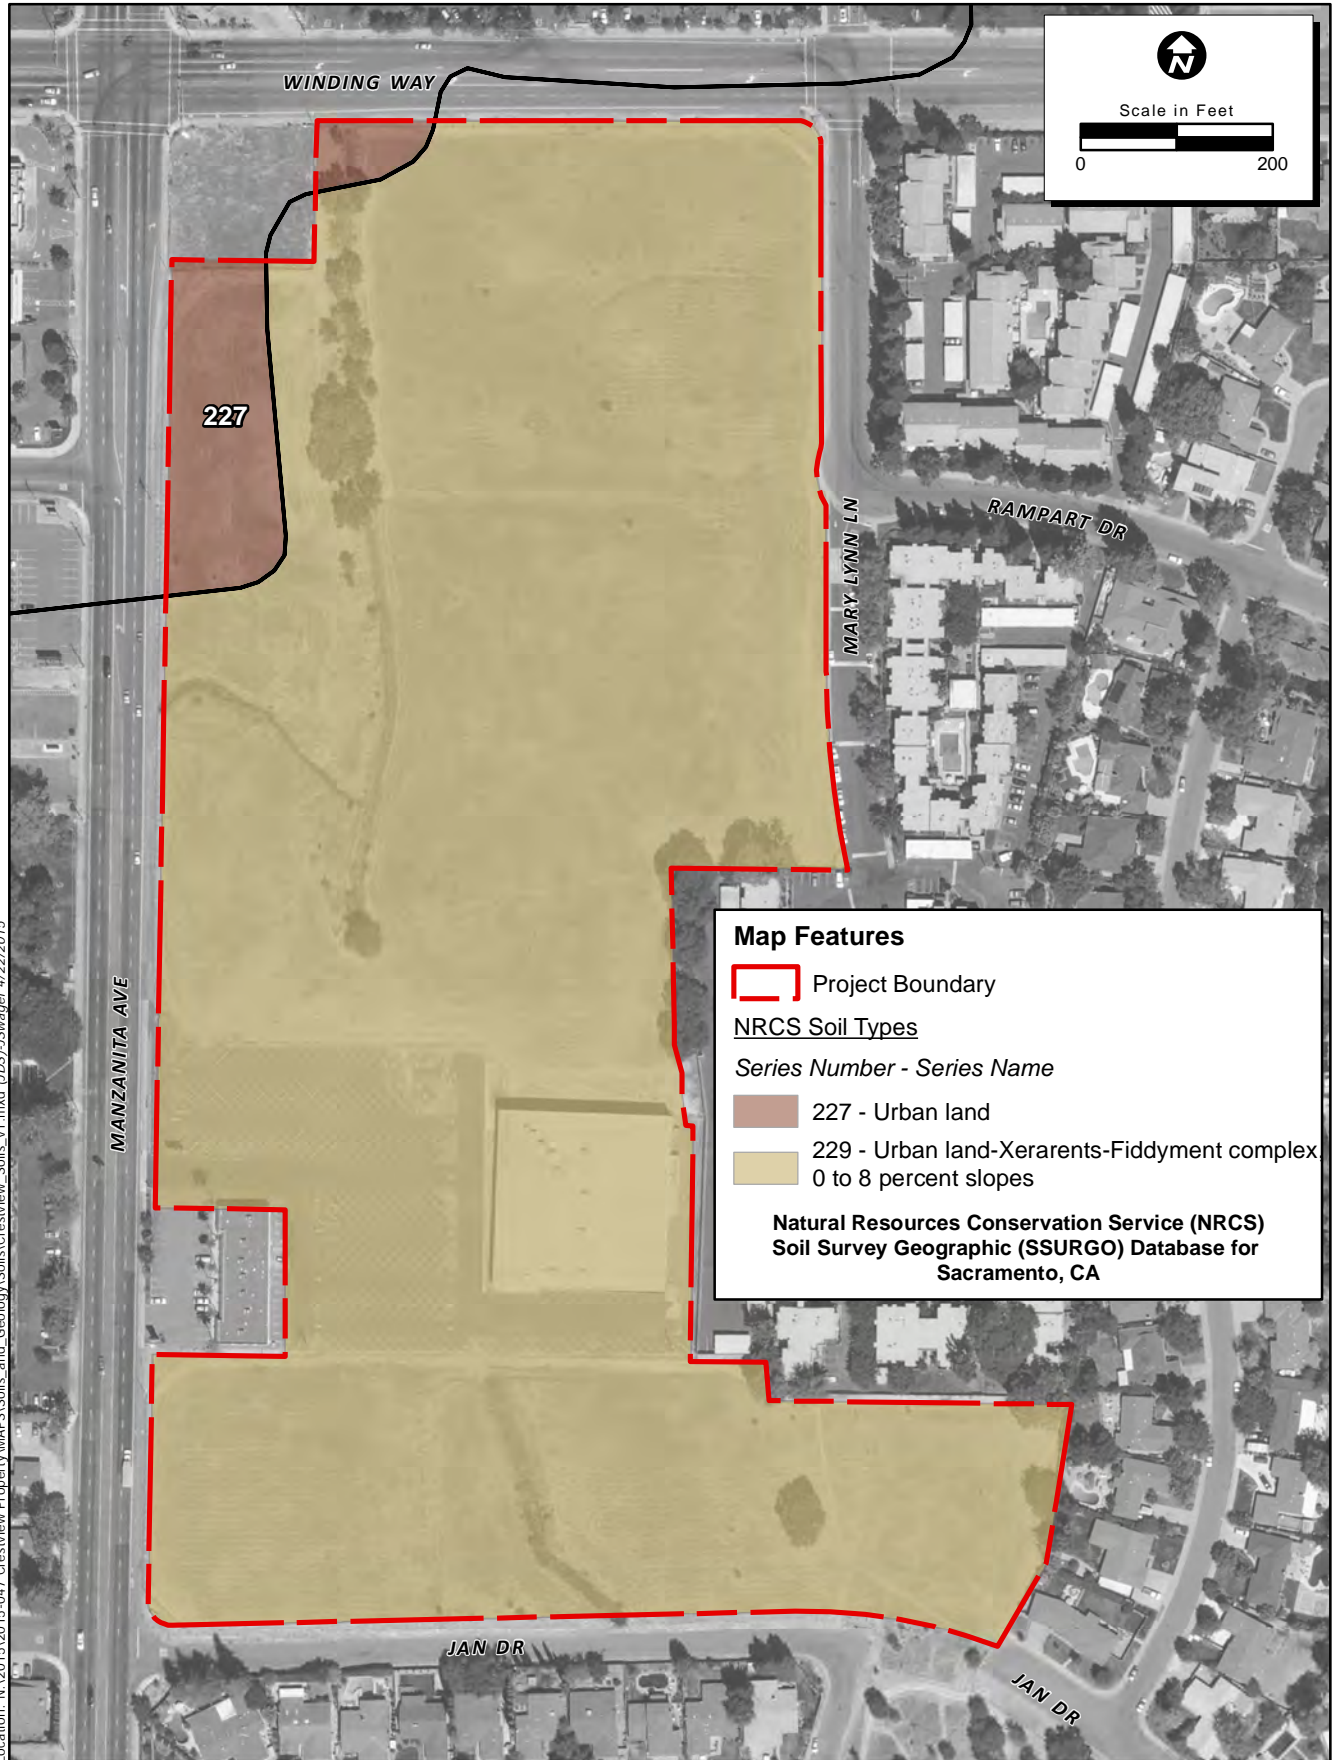 WINDING WAY
N
Scale in Feet
0 200
227
RAMPART DR
MARY LYNN LN
MANZANITA AVE
Map Features
Project Boundary
NRCS Soil Types
Series Number - Series Name
227 - Urban land
229 - Urban land-Xerarents-Fiddyment complex,
0 to 8 percent slopes
Natural Resources Conservation Service (NRCS)
Soil Survey Geographic (SSURGO) Database for
Sacramento, CA
JAN DR
JAN DR